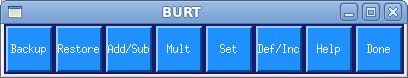 BURT
Backup Restore Add/Sub Mult Set Def/Inc Help Done